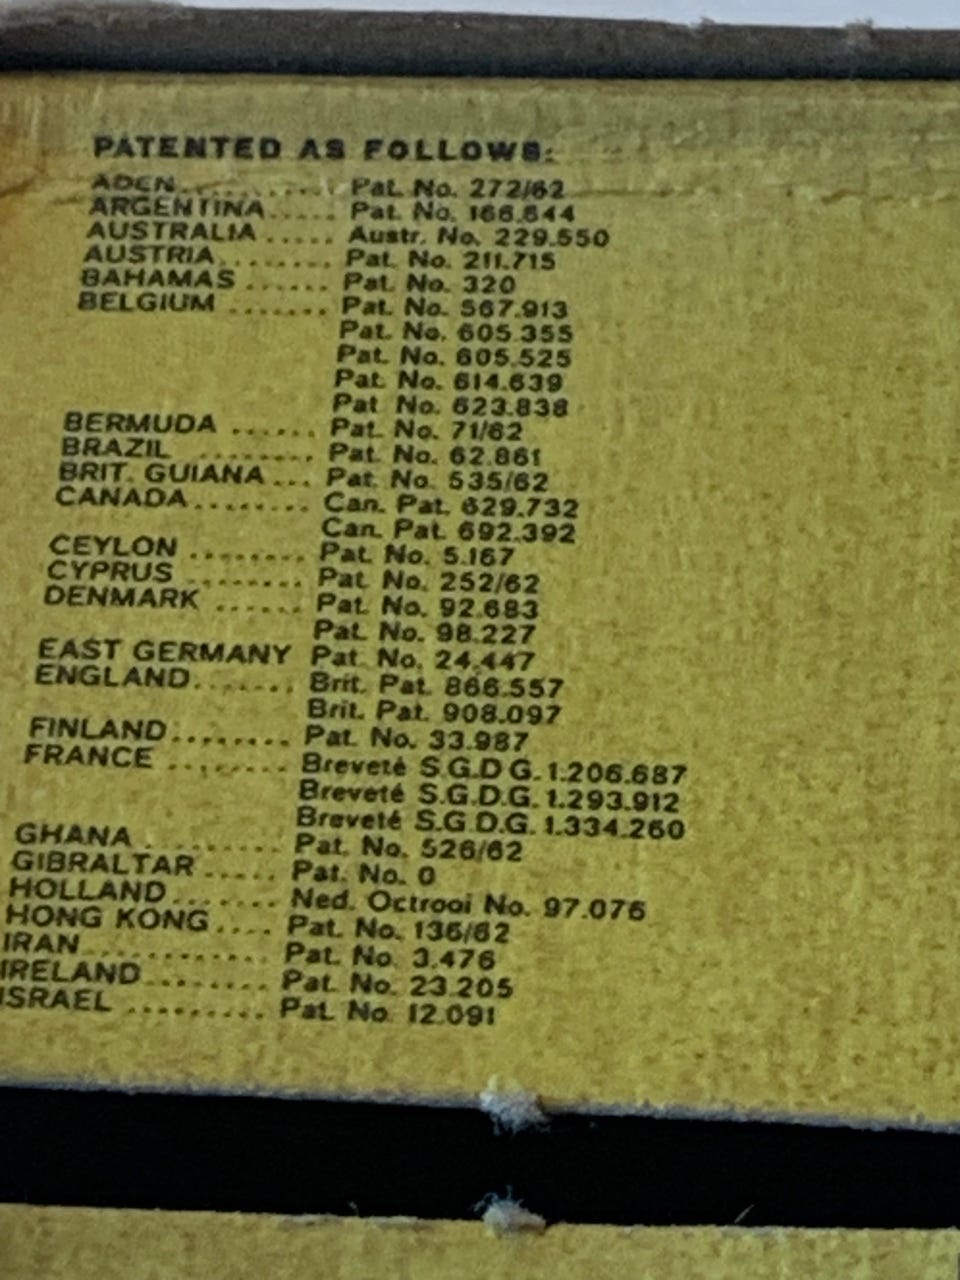 PATENTED AS FOLLOWS:
ADEN.............. Pat. No. 272/62
ARGENTINA..... Pat. No. 166.644
AUSTRALIA ..... Austr. No. 229.550
AUSTRIA........ Pat. No. 211.715
BAHAMAS ...... Pat. No. 320
BELGIUM ....... Pat. No. 567.913
Pat. No. 605.355
Pat. No. 605.525
Pat. No. 614.639
Pat No. 623.838
BERMUDA ...... Pat. No. 71/62
BRAZIL ........ Pat. No. 62.861
BRIT. GUIANA ... Pat. No. 535/62
CANADA........ Can. Pat. 629.732
Can. Pat. 692.392
CEYLON ........ Pat. No. 5.167
CYPRUS ........ Pat. No. 252/62
DENMARK ...... Pat. No. 92.683
Pat. No. 98.227
EAST GERMANY Pat. No. 24.447
ENGLAND....... Brit. Pat. 866.557
Brit. Pat. 908.097
FINLAND........ Pat. No. 33.987
FRANCE ........ Breveté S.G.D G. 1.206.687
Breveté S.G.D.G. 1.293.912
Breveté S.G.D.G. 1.334.260
GHANA ......... Pat. No. 526/62
GIBRALTAR ..... Pat. No. 0
HOLLAND....... Ned. Octrooi No. 97.076
HONG KONG .... Pat. No. 136/62
IRAN............. Pat. No. 3.476
IRELAND........ Pat. No. 23.205
ISRAEL ......... Pat. No. 12.091